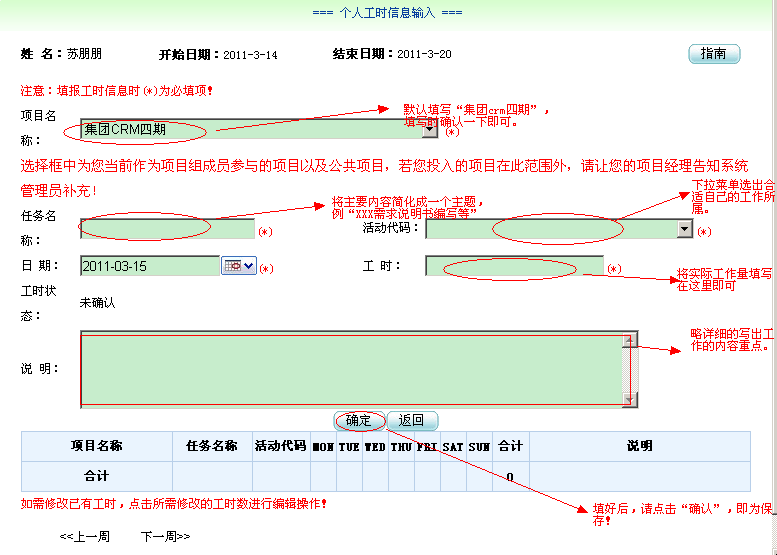 === 个人工时信息输入 ===
姓 名：苏朋朋 开始日期：2011-3-14 结束日期：2011-3-20 指南
注意：填报工时信息时(*)为必填项!
项目名称： 集团CRM四期 (*)
默认填写“集团crm四期”，
填写时确认一下即可。
选择框中为您当前作为项目组成员参与的项目以及公共项目，若您投入的项目在此范围外，请让您的项目经理告知系统
管理员补充！
将主要内容简化成一个主题，
例“XXX需求说明书编写等”
下拉菜单选出合
适自己的工作所
属。
任务名称： (*) 活动代码： (*)
日 期： 2011-03-15 (*) 工 时： (*)
将实际工作量填写
在这里即可
工时状态： 未确认
略详细的写出工
作的内容重点。
说 明：
确定 返回
项目名称 任务名称 活动代码 MON TUE WED THU FRI SAT SUN 合计 说明
合计 0
如需修改已有工时，点击所需修改的工时数进行编辑操作!
填好后，请点击“确认”，即为保
存!
<<上一周 下一周>>